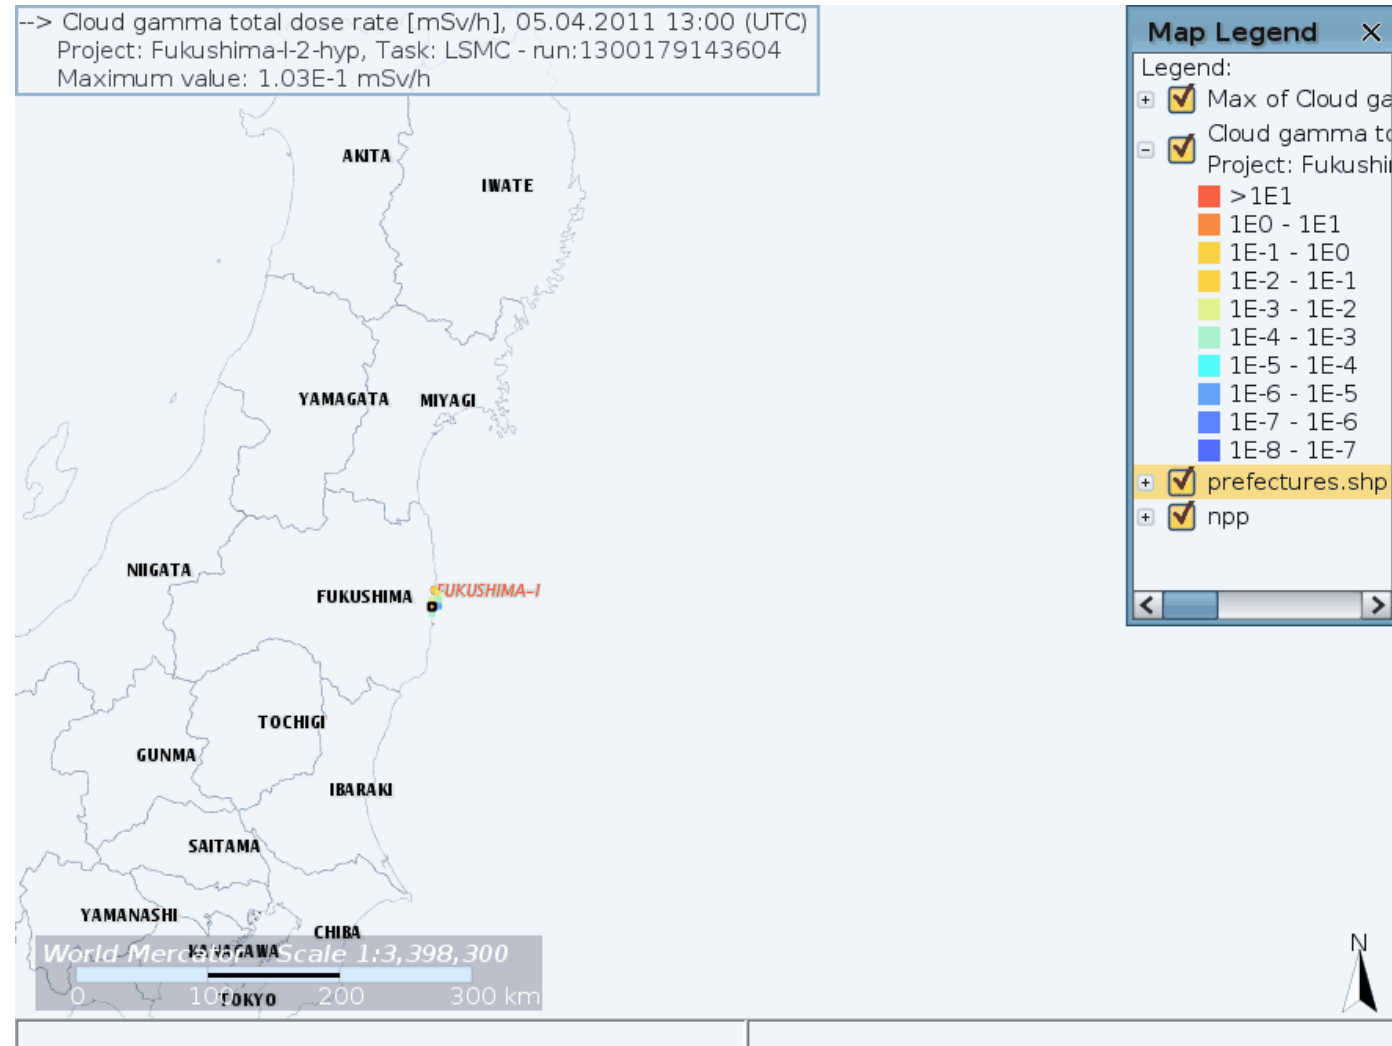 --> Cloud gamma total dose rate [mSv/h], 05.04.2011 13:00 (UTC)
Project: Fukushima-I-2-hyp, Task: LSMC - run:1300179143604
Maximum value: 1.03E-1 mSv/h
Map Legend
Legend:
Max of Cloud ga
Cloud gamma to
Project: Fukushi
>1E1
1E0 - 1E1
1E-1 - 1E0
1E-2 - 1E-1
1E-3 - 1E-2
1E-4 - 1E-3
1E-5 - 1E-4
1E-6 - 1E-5
1E-7 - 1E-6
1E-8 - 1E-7
prefectures.shp
npp
AKITA
IWATE
YAMAGATA
MIYAGI
NIIGATA
FUKUSHIMA
FUKUSHIMA-I
TOCHIGI
GUNMA
IBARAKI
SAITAMA
YAMANASHI
CHIBA
KANAGAWA
World Mercator Scale 1:3,398,300
0 100 200 300 km
TOKYO
N